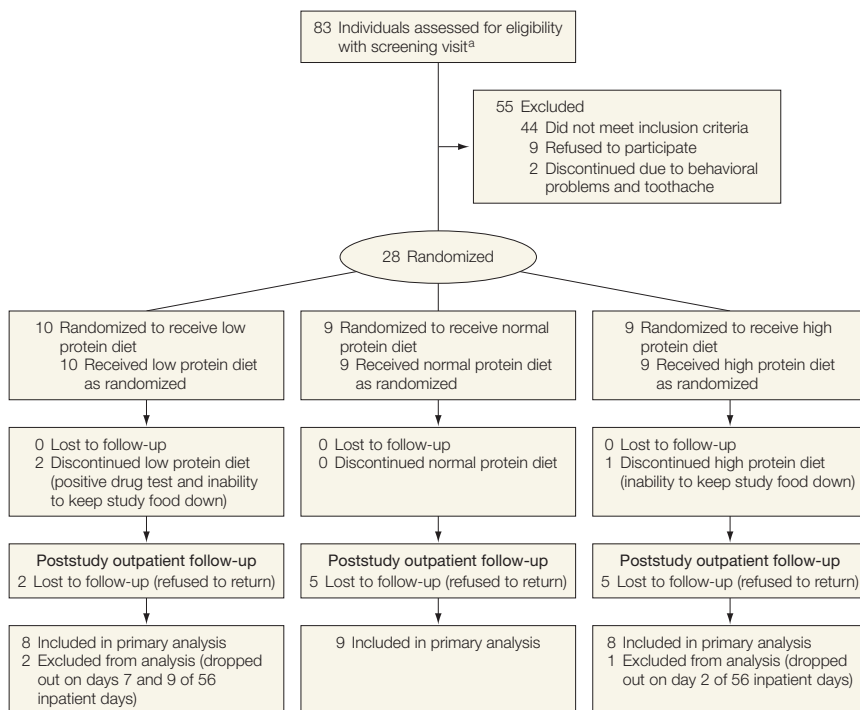 83 Individuals assessed for eligibility
with screening visitᵃ
55 Excluded
44 Did not meet inclusion criteria
9 Refused to participate
2 Discontinued due to behavioral
problems and toothache
28 Randomized
10 Randomized to receive low
protein diet
10 Received low protein diet
as randomized
9 Randomized to receive normal
protein diet
9 Received normal protein diet
as randomized
9 Randomized to receive high
protein diet
9 Received high protein diet
as randomized
0 Lost to follow-up
2 Discontinued low protein diet
(positive drug test and inability
to keep study food down)
0 Lost to follow-up
0 Discontinued normal protein diet
0 Lost to follow-up
1 Discontinued high protein diet
(inability to keep study food down)
Poststudy outpatient follow-up
2 Lost to follow-up (refused to return)
Poststudy outpatient follow-up
5 Lost to follow-up (refused to return)
Poststudy outpatient follow-up
5 Lost to follow-up (refused to return)
8 Included in primary analysis
2 Excluded from analysis (dropped
out on days 7 and 9 of 56
inpatient days)
9 Included in primary analysis
8 Included in primary analysis
1 Excluded from analysis (dropped
out on day 2 of 56 inpatient days)